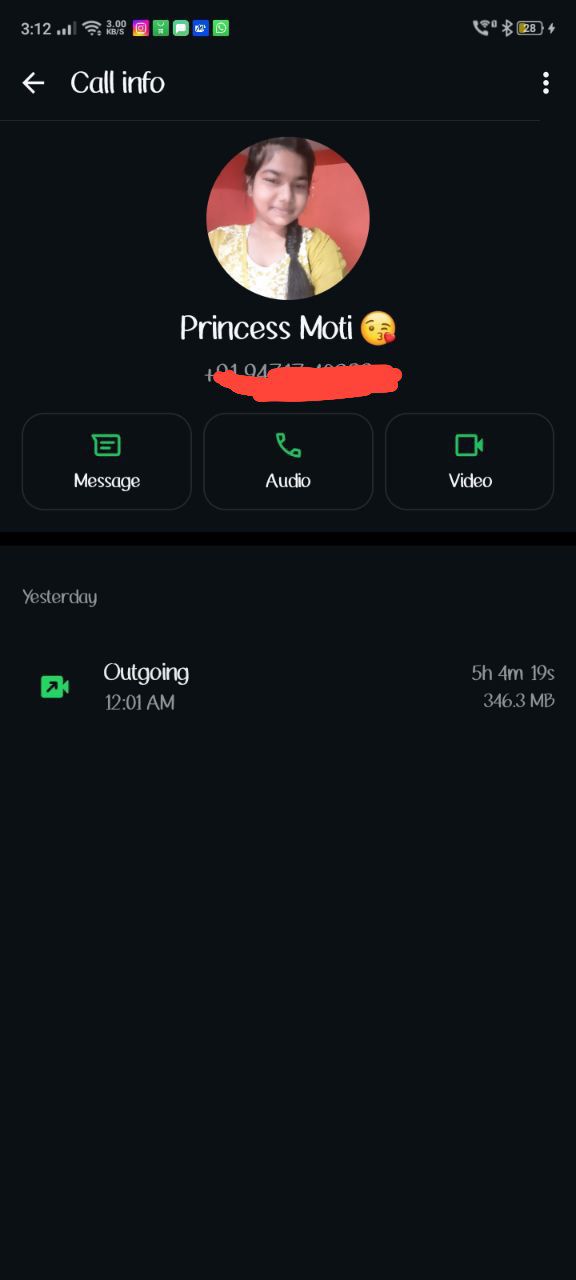 3:12 3.00 KB/S 28
Call info
Princess Moti 😘
Message Audio Video
Yesterday
Outgoing 5h 4m 19s
12:01 AM 346.3 MB